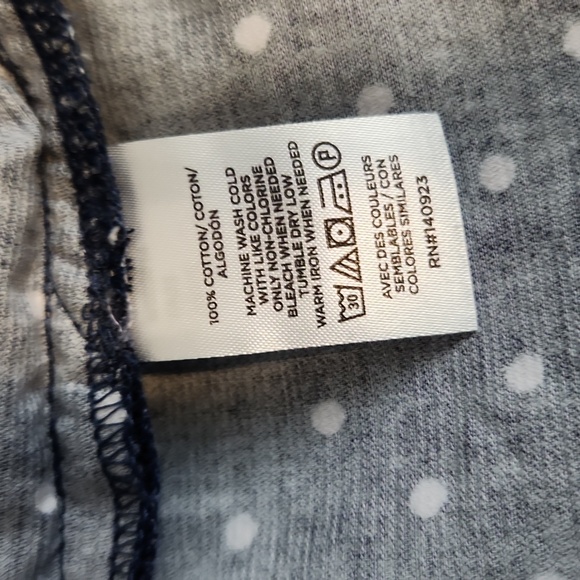 100% COTTON/ COTON/
ALGODÓN
MACHINE WASH COLD
WITH LIKE COLORS
ONLY NON-CHLORINE
BLEACH WHEN NEEDED
TUMBLE DRY LOW
WARM IRON WHEN NEEDED
30 P
AVEC DES COULEURS
SEMBLABLES / CON
COLORES SIMILARES
RN#140923